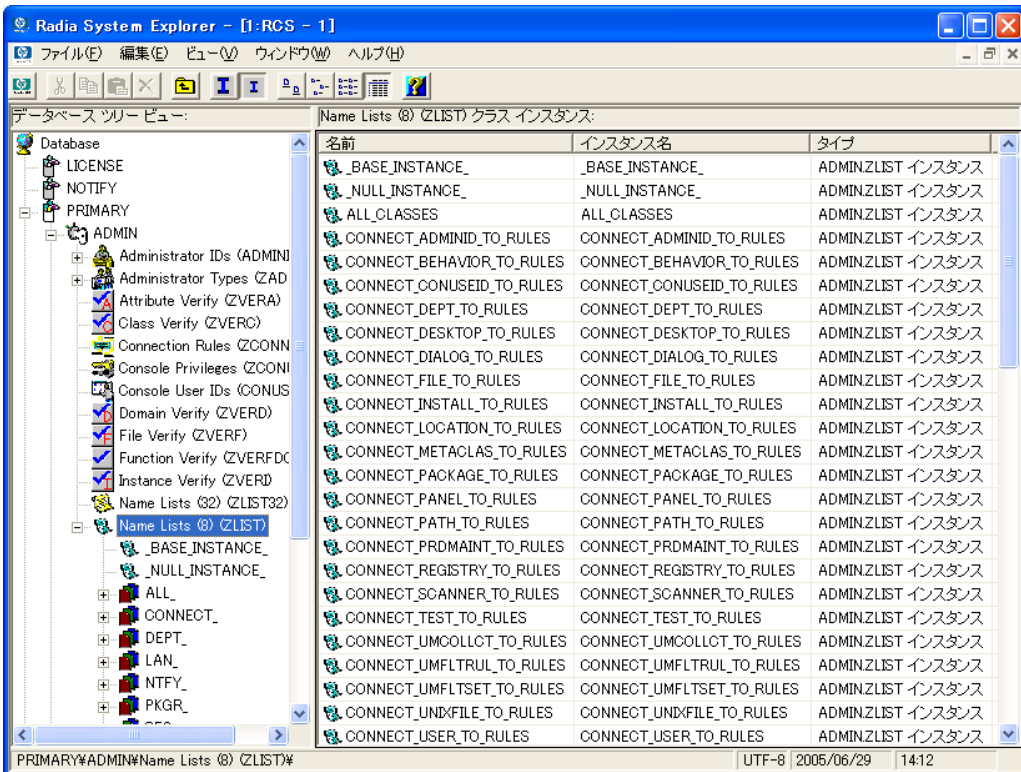 Radia System Explorer - [1:RCS - 1]
ファイル(F) 編集(E) ビュー(V) ウィンドウ(W) ヘルプ(H)
データベース ツリー ビュー:
Database
LICENSE
NOTIFY
PRIMARY
ADMIN
Administrator IDs (ADMINI
Administrator Types (ZAD
Attribute Verify (ZVERA)
Class Verify (ZVERC)
Connection Rules (ZCONN
Console Privileges (ZCONI
Console User IDs (CONUS
Domain Verify (ZVERD)
File Verify (ZVERF)
Function Verify (ZVERFDC
Instance Verify (ZVERI)
Name Lists (32) (ZLIST32)
Name Lists (8) (ZLIST)
_BASE_INSTANCE_
_NULL_INSTANCE_
ALL_
CONNECT_
DEPT_
LAN_
NTFY_
PKGR_
Name Lists (8) (ZLIST) クラス インスタンス:
名前 インスタンス名 タイプ
_BASE_INSTANCE_ _BASE_INSTANCE_ ADMIN.ZLIST インスタンス
_NULL_INSTANCE_ _NULL_INSTANCE_ ADMIN.ZLIST インスタンス
ALL_CLASSES ALL_CLASSES ADMIN.ZLIST インスタンス
CONNECT_ADMINID_TO_RULES CONNECT_ADMINID_TO_RULES ADMIN.ZLIST インスタンス
CONNECT_BEHAVIOR_TO_RULES CONNECT_BEHAVIOR_TO_RULES ADMIN.ZLIST インスタンス
CONNECT_CONUSEID_TO_RULES CONNECT_CONUSEID_TO_RULES ADMIN.ZLIST インスタンス
CONNECT_DEPT_TO_RULES CONNECT_DEPT_TO_RULES ADMIN.ZLIST インスタンス
CONNECT_DESKTOP_TO_RULES CONNECT_DESKTOP_TO_RULES ADMIN.ZLIST インスタンス
CONNECT_DIALOG_TO_RULES CONNECT_DIALOG_TO_RULES ADMIN.ZLIST インスタンス
CONNECT_FILE_TO_RULES CONNECT_FILE_TO_RULES ADMIN.ZLIST インスタンス
CONNECT_INSTALL_TO_RULES CONNECT_INSTALL_TO_RULES ADMIN.ZLIST インスタンス
CONNECT_LOCATION_TO_RULES CONNECT_LOCATION_TO_RULES ADMIN.ZLIST インスタンス
CONNECT_METACLAS_TO_RULES CONNECT_METACLAS_TO_RULES ADMIN.ZLIST インスタンス
CONNECT_PACKAGE_TO_RULES CONNECT_PACKAGE_TO_RULES ADMIN.ZLIST インスタンス
CONNECT_PANEL_TO_RULES CONNECT_PANEL_TO_RULES ADMIN.ZLIST インスタンス
CONNECT_PATH_TO_RULES CONNECT_PATH_TO_RULES ADMIN.ZLIST インスタンス
CONNECT_PRDMAINT_TO_RULES CONNECT_PRDMAINT_TO_RULES ADMIN.ZLIST インスタンス
CONNECT_REGISTRY_TO_RULES CONNECT_REGISTRY_TO_RULES ADMIN.ZLIST インスタンス
CONNECT_SCANNER_TO_RULES CONNECT_SCANNER_TO_RULES ADMIN.ZLIST インスタンス
CONNECT_TEST_TO_RULES CONNECT_TEST_TO_RULES ADMIN.ZLIST インスタンス
CONNECT_UMCOLLCT_TO_RULES CONNECT_UMCOLLCT_TO_RULES ADMIN.ZLIST インスタンス
CONNECT_UMFLTRUL_TO_RULES CONNECT_UMFLTRUL_TO_RULES ADMIN.ZLIST インスタンス
CONNECT_UMFLTSET_TO_RULES CONNECT_UMFLTSET_TO_RULES ADMIN.ZLIST インスタンス
CONNECT_UNIXFILE_TO_RULES CONNECT_UNIXFILE_TO_RULES ADMIN.ZLIST インスタンス
CONNECT_USER_TO_RULES CONNECT_USER_TO_RULES ADMIN.ZLIST インスタンス
PRIMARY¥ADMIN¥Name Lists (8) (ZLIST)¥ UTF-8 2005/06/29 14:12